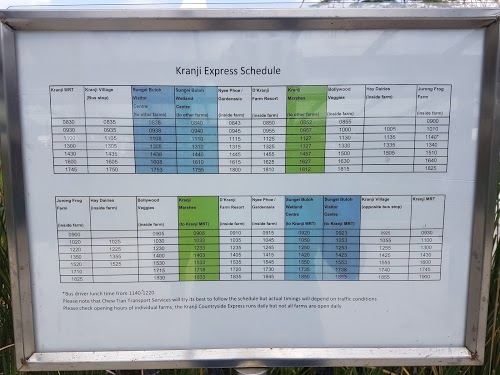 Kranji Express Schedule
Kranji MRT Kranji Village Sungei Buloh Sungei Buloh Nyee Phoe / D'Kranji Kranji Bollywood Hay Dairies Jurong Frog
(Bus stop) Visitor Wetland Gardenasia Farm Resort Marshes Veggies (inside farm) Farm
Centre Centre
(to other farms) (to other farms) (inside farm) (inside farm) (to other farms) (inside farm) (inside farm)
0830 0835 0838 0840 0843 0850 0852 0855 0900
0930 0935 0938 0940 0945 0955 0957 1000 1005 1010
1100 1105 1108 1110 1115 1125 1127 1130 1135 1140*
1300 1305 1308 1310 1315 1325 1327 1330 1335 1340
1430 1435 1438 1440 1445 1455 1457 1500 1505 1510
1600 1605 1608 1610 1615 1625 1627 1630 1640
1745 1750 1753 1755 1800 1810 1812 1815 1825
Jurong Frog Hay Dairies Bollywood Kranji D'Kranji Nyee Phoe / Sungei Buloh Sungei Buloh Kranji Village Kranji MRT
Farm (inside farm) Veggies Marshes Farm Resort Gardenasia Wetland Visitor (opposite bus stop)
Centre Centre
(inside farm) (inside farm) (to Kranji MRT) (inside farm) (inside farm) (to Kranji MRT) (to Kranji MRT)
0900 0905 0908 0910 0915 0920 0923 0925 0930
1020 1025 1030 1033 1035 1045 1050 1053 1055 1100
1220 1225 1230 1233 1235 1245 1250 1253 1255 1300
1350 1355 1400 1403 1405 1415 1420 1423 1425 1430
1520 1525 1530 1533 1535 1545 1550 1553 1555 1600
1710 1715 1718 1720 1730 1735 1738 1740 1745
1825 1830 1833 1835 1845 1850 1853 1855 1900
*Bus driver lunch time from 1140-1220
Please note that Chew Tian Transport Services will try its best to follow the schedule but actual timings will depend on traffic conditions
Please check opening hours of individual farms, the Kranji Countryside Express runs daily but not all farms are open daily